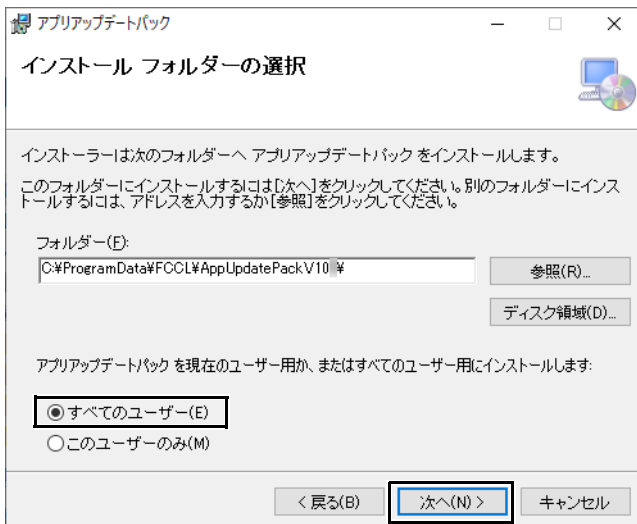 アプリアップデートパック
インストール フォルダーの選択
インストーラーは次のフォルダーへ アプリアップデートパック をインストールします。
このフォルダーにインストールするには[次へ]をクリックしてください。別のフォルダーにインス
トールするには、アドレスを入力するか[参照]をクリックしてください。
フォルダー(F):
C:¥ProgramData¥FCCL¥AppUpdatePackV10 ¥
参照(R)...
ディスク領域(D)...
アプリアップデートパック を現在のユーザー用か、またはすべてのユーザー用にインストールします:
すべてのユーザー(E)
このユーザーのみ(M)
< 戻る(B)
次へ(N) >
キャンセル